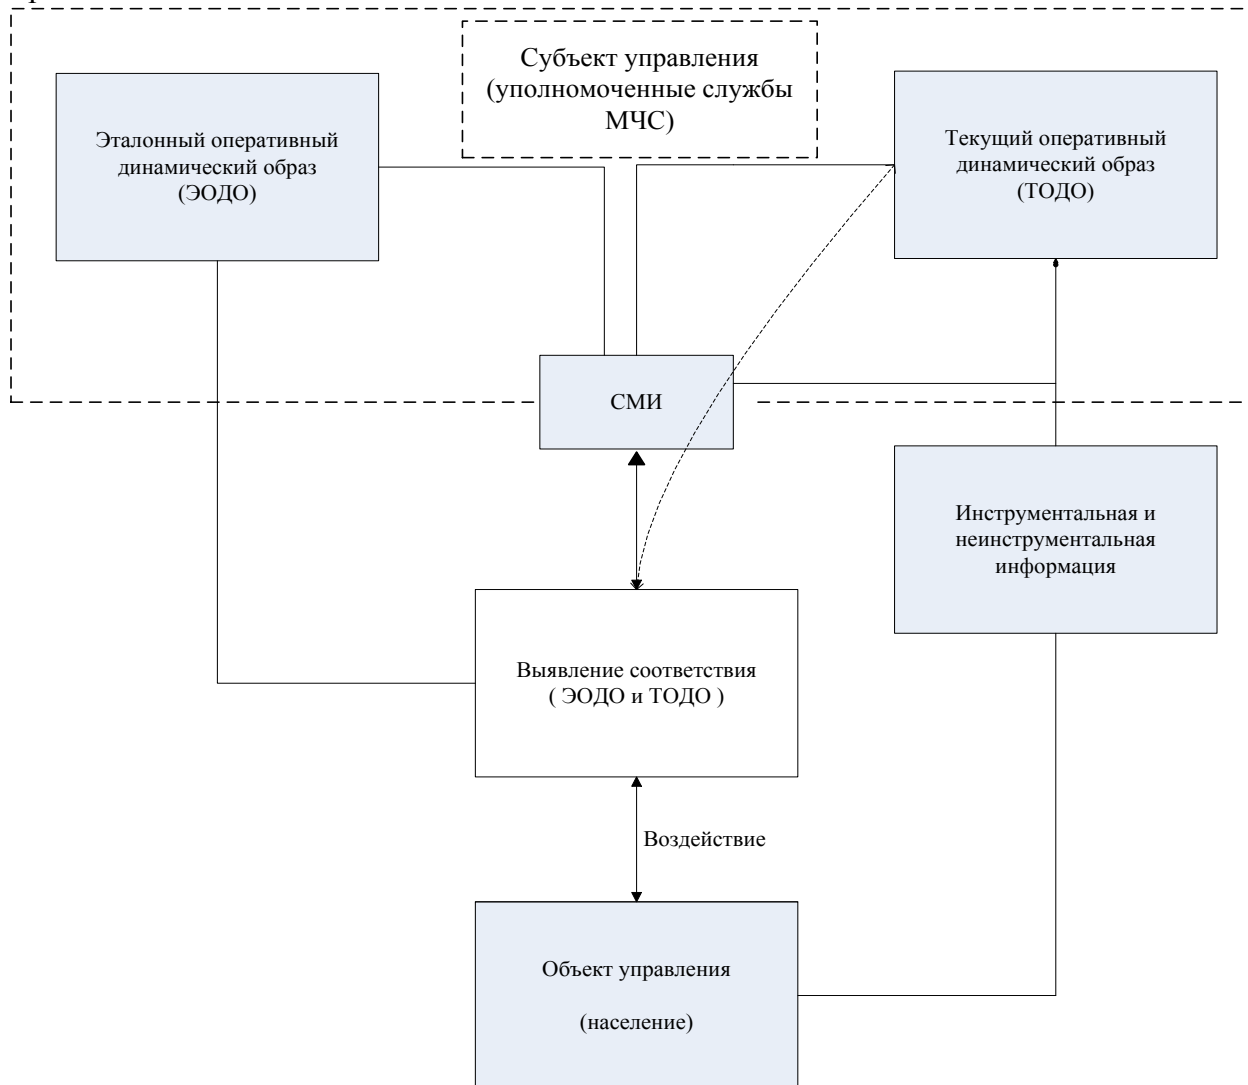 Субъект управления
(уполномоченные службы
МЧС)
Эталонный оперативный
динамический образ
(ЭОДО)
Текущий оперативный
динамический образ
(ТОДО)
СМИ
Инструментальная и
неинструментальная
информация
Выявление соответствия
( ЭОДО и ТОДО )
Воздействие
Объект управления
(население)